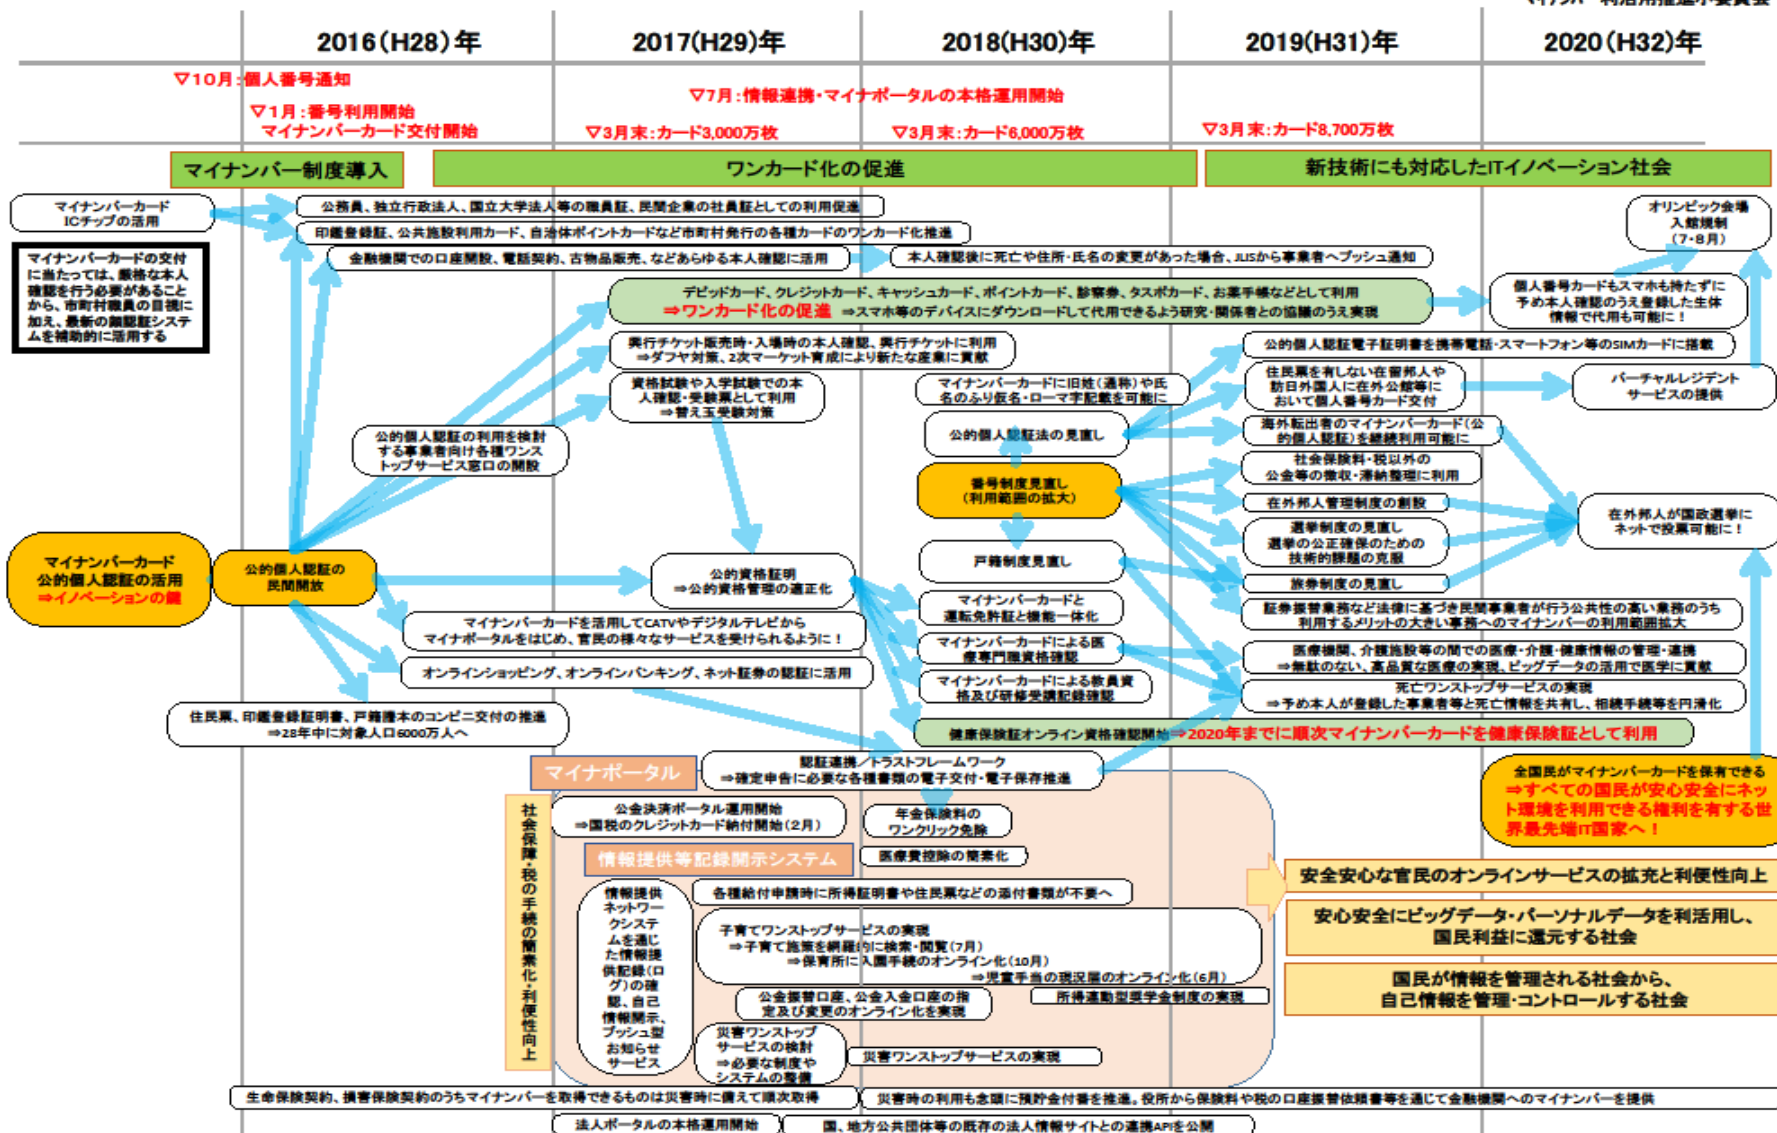 2016(H28)年
2017(H29)年
2018(H30)年
2019(H31)年
2020(H32)年
▽10月:個人番号通知
▽1月:番号利用開始
マイナンバーカード交付開始
▽7月:情報連携・マイナポータルの本格運用開始
▽3月末:カード3,000万枚
▽3月末:カード6,000万枚
▽3月末:カード8,700万枚
マイナンバー制度導入
ワンカード化の促進
新技術にも対応したITイノベーション社会
マイナンバーカード
ICチップの活用
公務員、独立行政法人、国立大学法人等の職員証、民間企業の社員証としての利用促進
印鑑登録証、公共施設利用カード、自治体ポイントカードなど市町村発行の各種カードのワンカード化推進
金融機関での口座開設、電話契約、古物品販売、などあらゆる本人確認に活用
本人確認後に死亡や住所・氏名の変更があった場合、JLISから事業者へプッシュ通知
オリンピック会場
入館規制
(7・8月)
マイナンバーカードの交付
に当たっては、厳格な本人
確認を行う必要があること
から、市町村職員の目視に
加え、最新の顔認証システ
ムを補助的に活用する
デビッドカード、クレジットカード、キャッシュカード、ポイントカード、診察券、タスポカード、お薬手帳などとして利用
⇒ワンカード化の促進 ⇒スマホ等のデバイスにダウンロードして代用できるよう研究・関係者との協議のうえ実現
個人番号カードもスマホも持たずに
予め本人確認のうえ登録した生体
情報で代用も可能に!
興行チケット販売時・入場時の本人確認、興行チケットに利用
⇒ダフヤ対策、2次マーケット育成により新たな産業に貢献
公的個人認証電子証明書を携帯電話・スマートフォン等のSIMカードに搭載
資格試験や入学試験での本
人確認・受験票として利用
⇒替え玉受験対策
マイナンバーカードに旧姓(通称)や氏
名のふり仮名・ローマ字記載を可能に
住民票を有しない在留邦人や
訪日外国人に在外公館等に
おいて個人番号カード交付
バーチャルレジデント
サービスの提供
公的個人認証の利用を検討
する事業者向け各種ワンス
トップサービス窓口の開設
公的個人認証法の見直し
海外転出者のマイナンバーカード(公
的個人認証)を継続利用可能に
番号制度見直し
(利用範囲の拡大)
社会保険料・税以外の
公金等の徴収・滞納整理に利用
在外邦人管理制度の創設
選挙制度の見直し
選挙の公正確保のための
技術的課題の克服
在外邦人が国政選挙に
ネットで投票可能に!
マイナンバーカード
公的個人認証の活用
⇒イノベーションの鍵
公的個人認証の
民間開放
公的資格証明
⇒公的資格管理の適正化
戸籍制度見直し
旅券制度の見直し
マイナンバーカードと
運転免許証と機能一体化
証券振替業務など法律に基づき民間事業者が行う公共性の高い業務のうち
利用するメリットの大きい事務へのマイナンバーの利用範囲拡大
マイナンバーカードを活用してCATVやデジタルテレビから
マイナポータルをはじめ、官民の様々なサービスを受けられるように!
マイナンバーカードによる医
療専門職資格確認
医療機関、介護施設等の間での医療・介護・健康情報の管理・連携
⇒無駄のない、高品質な医療の実現、ビッグデータの活用で医学に貢献
オンラインショッピング、オンラインバンキング、ネット証券の認証に活用
マイナンバーカードによる教員資
格及び研修受講記録確認
死亡ワンストップサービスの実現
⇒予め本人が登録した事業者等と死亡情報を共有し、相続手続等を円滑化
住民票、印鑑登録証明書、戸籍謄本のコンビニ交付の推進
⇒28年中に対象人口6000万人へ
健康保険証オンライン資格確認開始⇒2020年までに順次マイナンバーカードを健康保険証として利用
マイナポータル
認証連携/トラストフレームワーク
⇒確定申告に必要な各種書類の電子交付・電子保存推進
全国民がマイナンバーカードを保有できる
⇒すべての国民が安心安全にネッ
ト環境を利用できる権利を有する世
界最先端IT国家へ!
社会保障・税の手続の簡素化・利便性向上
公金決済ポータル運用開始
⇒国税のクレジットカード納付開始(2月)
年金保険料の
ワンクリック免除
情報提供等記録開示システム
医療費控除の簡素化
情報提供
ネットワー
クシステ
ムを通じ
た情報提
供記録(ロ
グ)の確
認、自己
情報開示、
プッシュ型
お知らせ
サービス
各種給付申請時に所得証明書や住民票などの添付書類が不要へ
子育てワンストップサービスの実現
⇒子育て施策を網羅的に検索・閲覧(7月)
⇒保育所に入園手続のオンライン化(10月)
⇒児童手当の現況届のオンライン化(6月)
公金振替口座、公金入金口座の指
定及び変更のオンライン化を実現
所得連動型奨学金制度の実現
災害ワンストップ
サービスの検討
⇒必要な制度や
システムの整備
災害ワンストップサービスの実現
安全安心な官民のオンラインサービスの拡充と利便性向上
安心安全にビッグデータ・パーソナルデータを利活用し、
国民利益に還元する社会
国民が情報を管理される社会から、
自己情報を管理・コントロールする社会
生命保険契約、損害保険契約のうちマイナンバーを取得できるものは災害時に備えて順次取得
災害時の利用も念頭に預貯金付番を推進。役所から保険料や税の口座振替依頼書等を通じて金融機関へのマイナンバーを提供
法人ポータルの本格運用開始
国、地方公共団体等の既存の法人情報サイトとの連携APIを公開